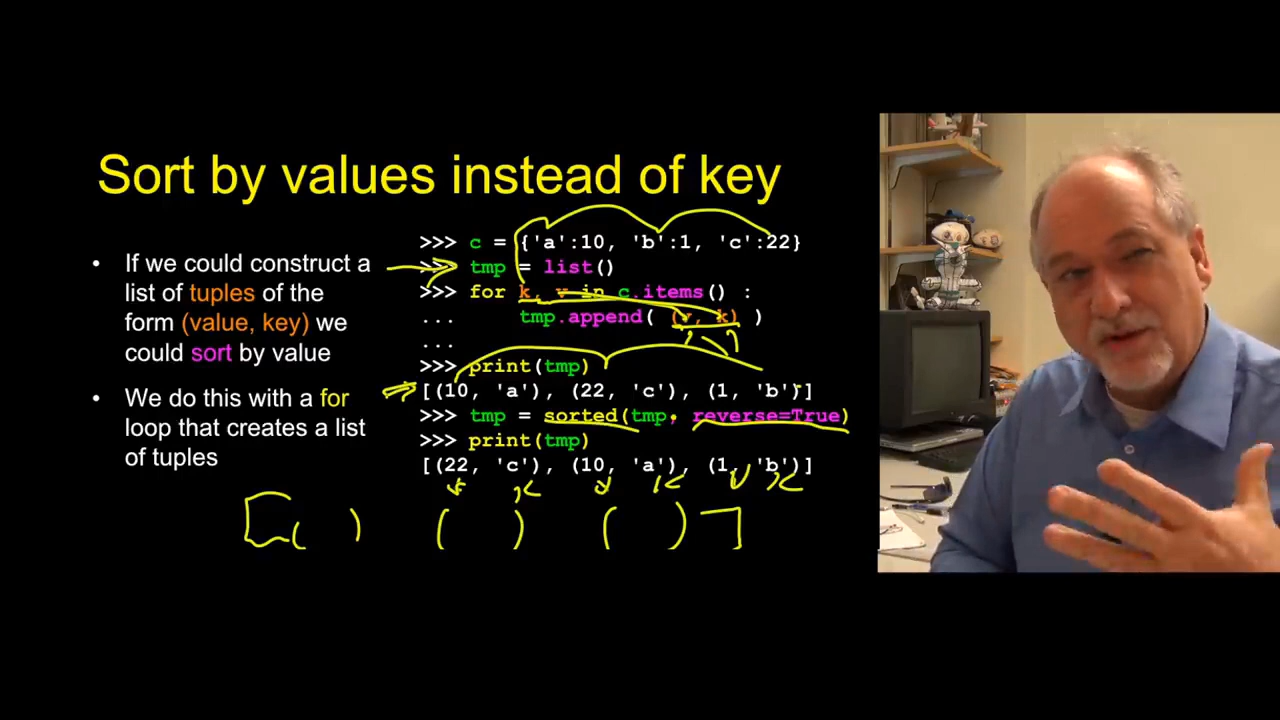 Sort by values instead of key
• If we could construct a
list of tuples of the
form (value, key) we
could sort by value
• We do this with a for
loop that creates a list
of tuples
>>> c = {'a':10, 'b':1, 'c':22}
>>> tmp = list()
>>> for k, v in c.items() :
... tmp.append( (v, k) )
...
>>> print(tmp)
[(10, 'a'), (22, 'c'), (1, 'b')]
>>> tmp = sorted(tmp, reverse=True)
>>> print(tmp)
[(22, 'c'), (10, 'a'), (1, 'b')]
v k v k v k
[( ) ( ) ( )]